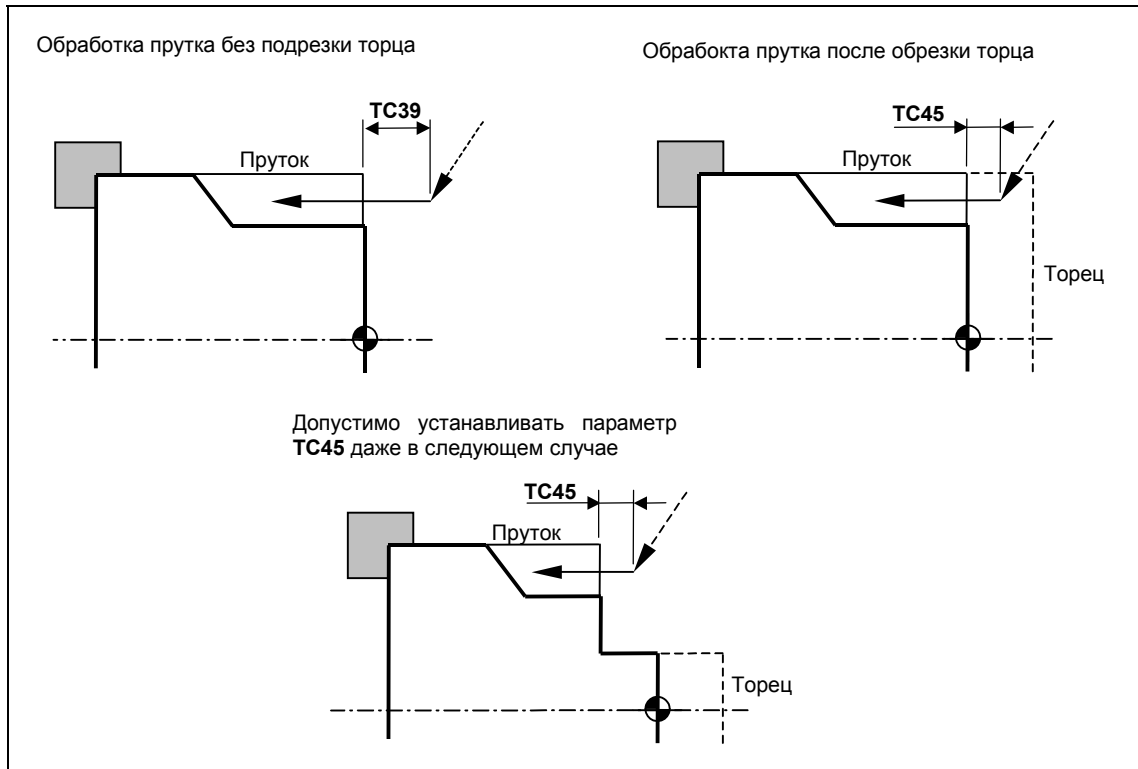 Обработка прутка без подрезки торца
Обрабокта прутка после обрезки торца
TC39
Пруток
TC45
Пруток
Торец
Допустимо устанавливать параметр
TC45 даже в следующем случае
TC45
Пруток
Торец